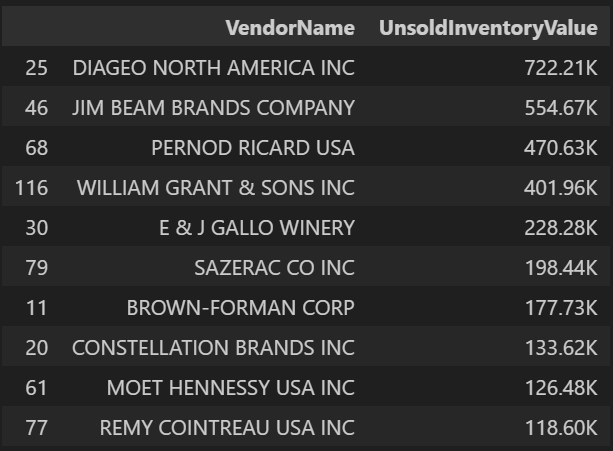 VendorName UnsoldInventoryValue
25 DIAGEO NORTH AMERICA INC 722.21K
46 JIM BEAM BRANDS COMPANY 554.67K
68 PERNOD RICARD USA 470.63K
116 WILLIAM GRANT & SONS INC 401.96K
30 E & J GALLO WINERY 228.28K
79 SAZERAC CO INC 198.44K
11 BROWN-FORMAN CORP 177.73K
20 CONSTELLATION BRANDS INC 133.62K
61 MOET HENNESSY USA INC 126.48K
77 REMY COINTREAU USA INC 118.60K